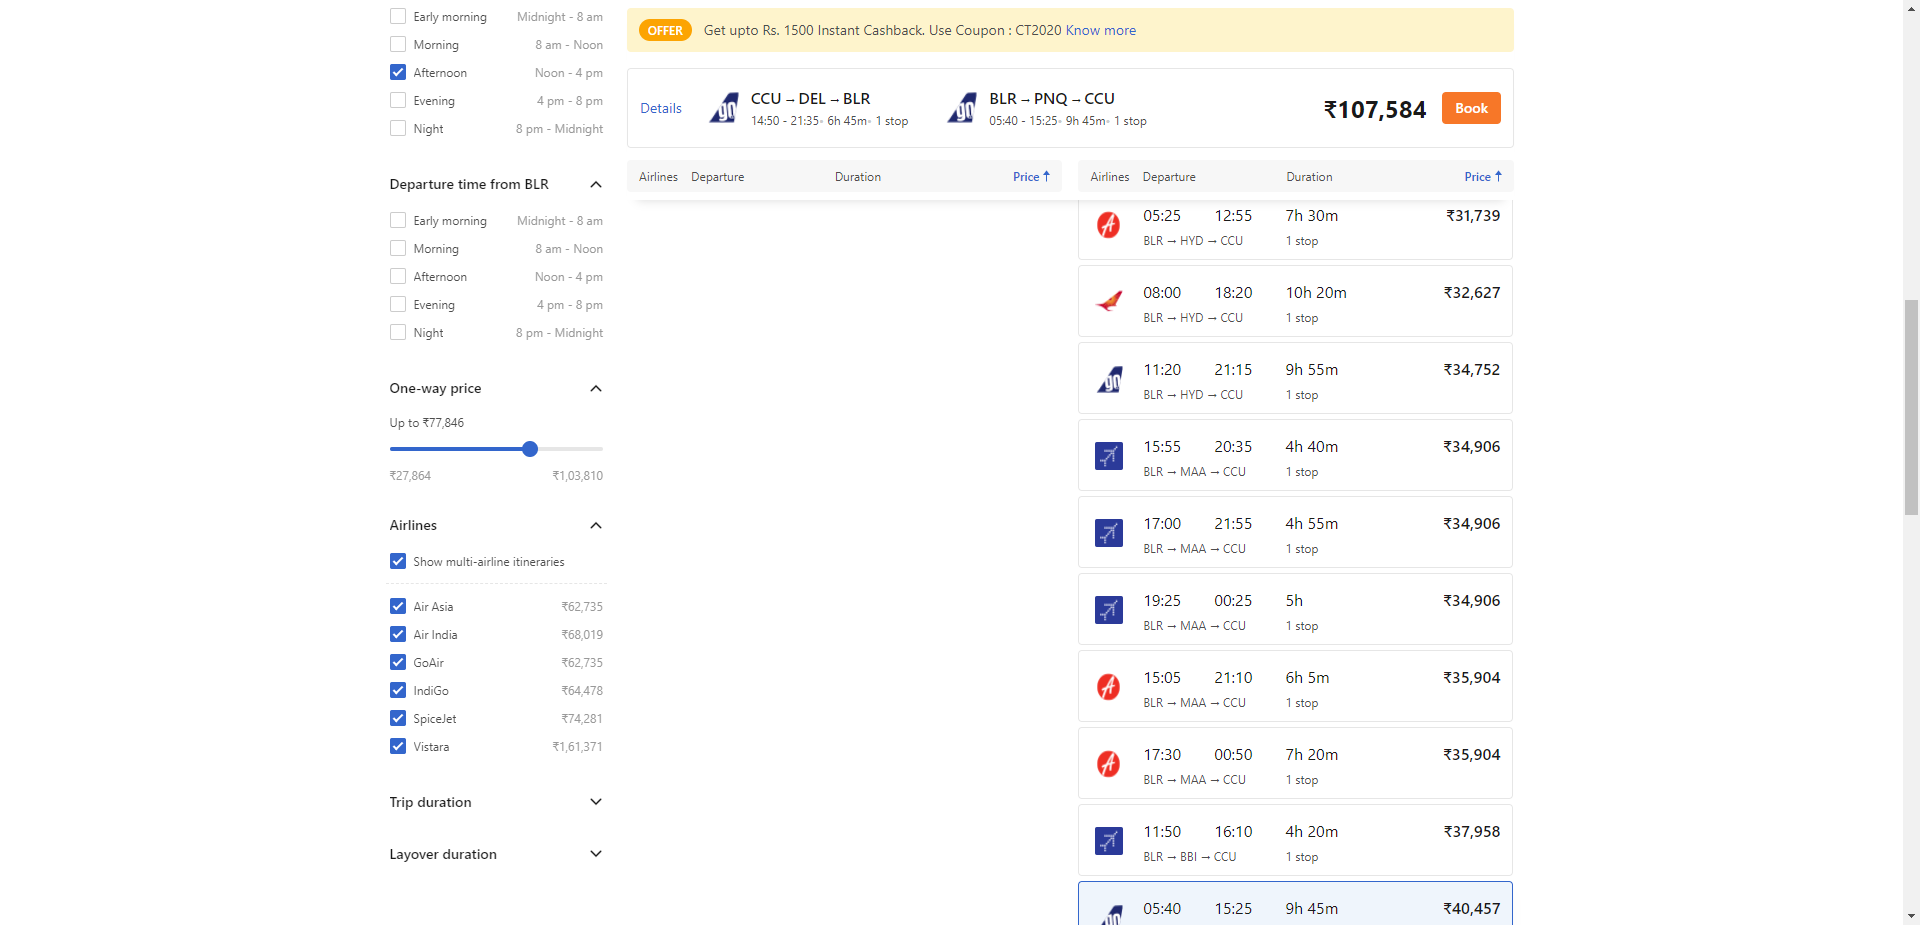 Early morning Midnight - 8 am
Morning 8 am - Noon
Afternoon Noon - 4 pm
Evening 4 pm - 8 pm
Night 8 pm - Midnight
Departure time from BLR
Early morning Midnight - 8 am
Morning 8 am - Noon
Afternoon Noon - 4 pm
Evening 4 pm - 8 pm
Night 8 pm - Midnight
One-way price
Up to ₹77,846
₹27,864 ₹1,03,810
Airlines
Show multi-airline itineraries
Air Asia ₹62,735
Air India ₹68,019
GoAir ₹62,735
IndiGo ₹64,478
SpiceJet ₹74,281
Vistara ₹1,61,371
Trip duration
Layover duration
OFFER Get upto Rs. 1500 Instant Cashback. Use Coupon : CT2020 Know more
Details
go
CCU → DEL → BLR
14:50 - 21:35• 6h 45m• 1 stop
go
BLR → PNQ → CCU
05:40 - 15:25• 9h 45m• 1 stop
₹107,584 Book
Airlines Departure Duration Price ↑
Airlines Departure Duration Price ↑
05:25 12:55 7h 30m ₹31,739
BLR → HYD → CCU 1 stop
08:00 18:20 10h 20m ₹32,627
BLR → HYD → CCU 1 stop
go
11:20 21:15 9h 55m ₹34,752
BLR → HYD → CCU 1 stop
15:55 20:35 4h 40m ₹34,906
BLR → MAA → CCU 1 stop
17:00 21:55 4h 55m ₹34,906
BLR → MAA → CCU 1 stop
19:25 00:25 5h ₹34,906
BLR → MAA → CCU 1 stop
15:05 21:10 6h 5m ₹35,904
BLR → MAA → CCU 1 stop
17:30 00:50 7h 20m ₹35,904
BLR → MAA → CCU 1 stop
11:50 16:10 4h 20m ₹37,958
BLR → BBI → CCU 1 stop
go
05:40 15:25 9h 45m ₹40,457